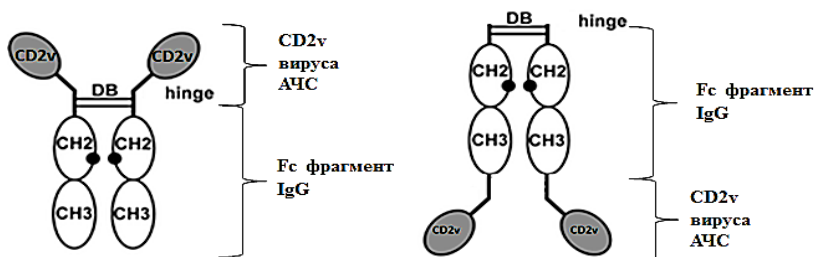 CD2v CD2v
DB
hinge
CH2 CH2
CH3 CH3
CD2v
вируса
АЧС
Fc фрагмент
IgG
DB
hinge
CH2 CH2
CH3 CH3
CD2v CD2v
Fc фрагмент
IgG
CD2v
вируса
АЧС